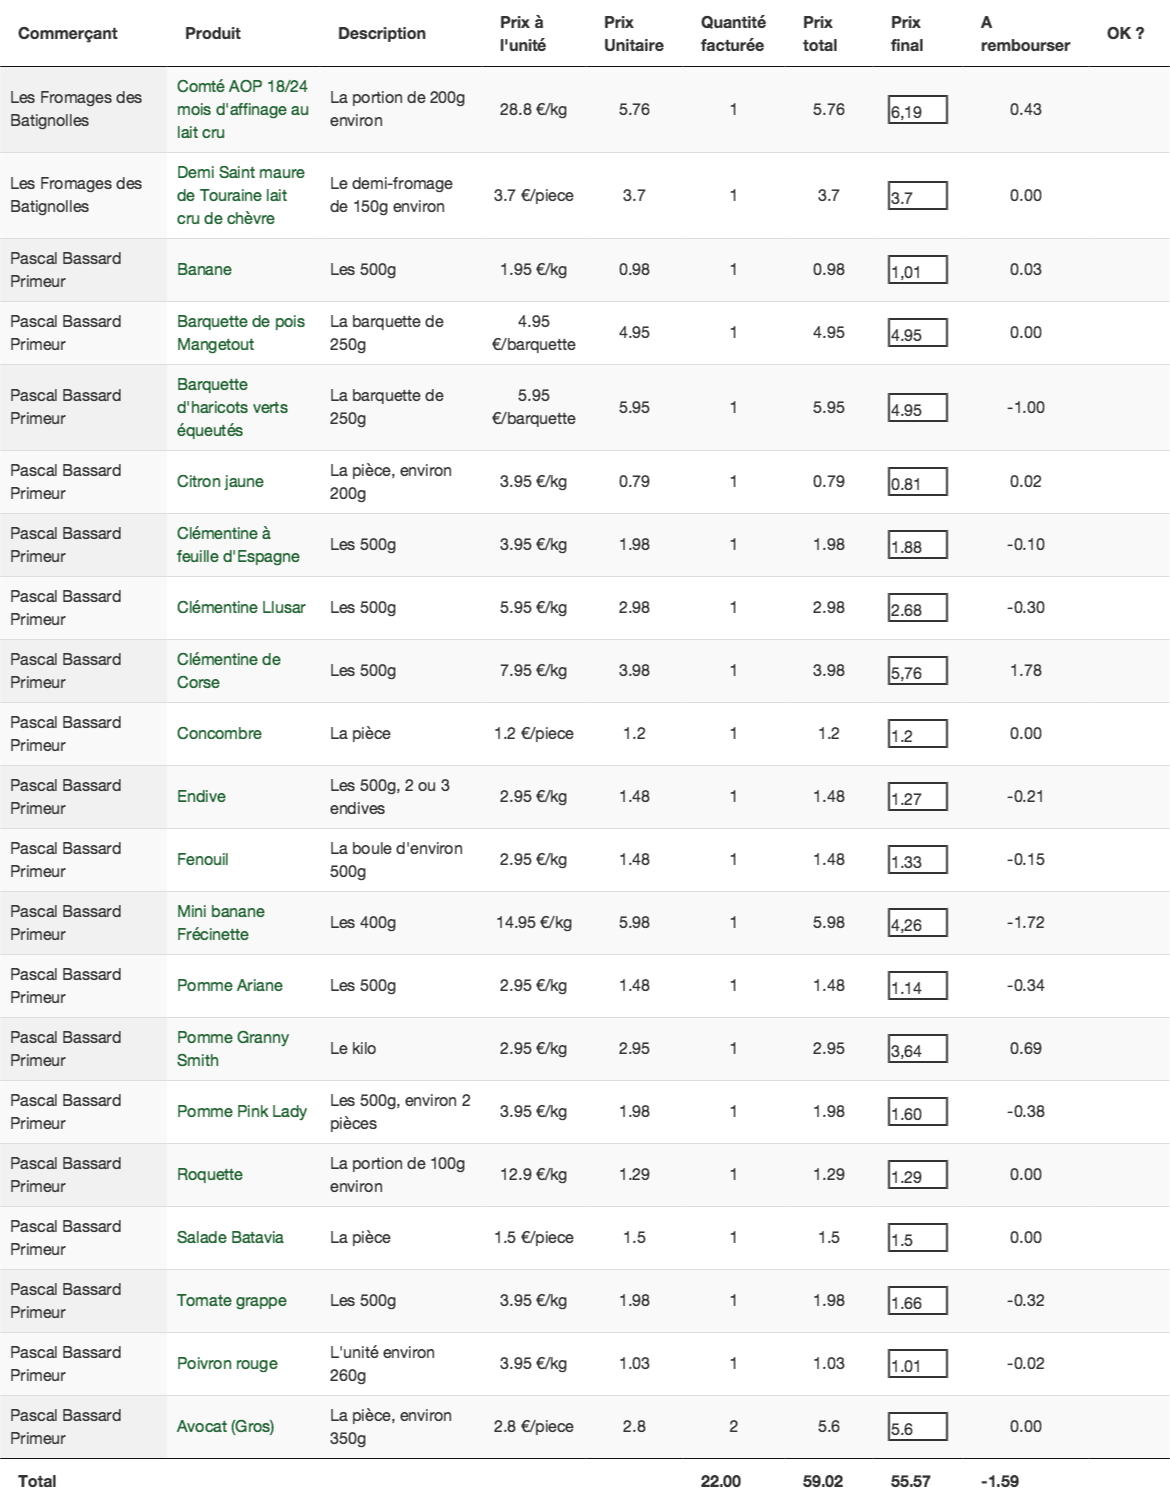 Commerçant Produit Description Prix à l'unité Prix Unitaire Quantité facturée Prix total Prix final A rembourser OK ?
Les Fromages des Batignolles Comté AOP 18/24 mois d'affinage au lait cru La portion de 200g environ 28.8 €/kg 5.76 1 5.76 6,19 0.43
Les Fromages des Batignolles Demi Saint maure de Touraine lait cru de chèvre Le demi-fromage de 150g environ 3.7 €/piece 3.7 1 3.7 3.7 0.00
Pascal Bassard Primeur Banane Les 500g 1.95 €/kg 0.98 1 0.98 1,01 0.03
Pascal Bassard Primeur Barquette de pois Mangetout La barquette de 250g 4.95 €/barquette 4.95 1 4.95 4.95 0.00
Pascal Bassard Primeur Barquette d'haricots verts équeutés La barquette de 250g 5.95 €/barquette 5.95 1 5.95 4.95 -1.00
Pascal Bassard Primeur Citron jaune La pièce, environ 200g 3.95 €/kg 0.79 1 0.79 0.81 0.02
Pascal Bassard Primeur Clémentine à feuille d'Espagne Les 500g 3.95 €/kg 1.98 1 1.98 1.88 -0.10
Pascal Bassard Primeur Clémentine Llusar Les 500g 5.95 €/kg 2.98 1 2.98 2.68 -0.30
Pascal Bassard Primeur Clémentine de Corse Les 500g 7.95 €/kg 3.98 1 3.98 5,76 1.78
Pascal Bassard Primeur Concombre La pièce 1.2 €/piece 1.2 1 1.2 1.2 0.00
Pascal Bassard Primeur Endive Les 500g, 2 ou 3 endives 2.95 €/kg 1.48 1 1.48 1.27 -0.21
Pascal Bassard Primeur Fenouil La boule d'environ 500g 2.95 €/kg 1.48 1 1.48 1.33 -0.15
Pascal Bassard Primeur Mini banane Frécinette Les 400g 14.95 €/kg 5.98 1 5.98 4,26 -1.72
Pascal Bassard Primeur Pomme Ariane Les 500g 2.95 €/kg 1.48 1 1.48 1.14 -0.34
Pascal Bassard Primeur Pomme Granny Smith Le kilo 2.95 €/kg 2.95 1 2.95 3,64 0.69
Pascal Bassard Primeur Pomme Pink Lady Les 500g, environ 2 pièces 3.95 €/kg 1.98 1 1.98 1.60 -0.38
Pascal Bassard Primeur Roquette La portion de 100g environ 12.9 €/kg 1.29 1 1.29 1.29 0.00
Pascal Bassard Primeur Salade Batavia La pièce 1.5 €/piece 1.5 1 1.5 1.5 0.00
Pascal Bassard Primeur Tomate grappe Les 500g 3.95 €/kg 1.98 1 1.98 1.66 -0.32
Pascal Bassard Primeur Poivron rouge L'unité environ 260g 3.95 €/kg 1.03 1 1.03 1.01 -0.02
Pascal Bassard Primeur Avocat (Gros) La pièce, environ 350g 2.8 €/piece 2.8 2 5.6 5.6 0.00
Total 22.00 59.02 55.57 -1.59